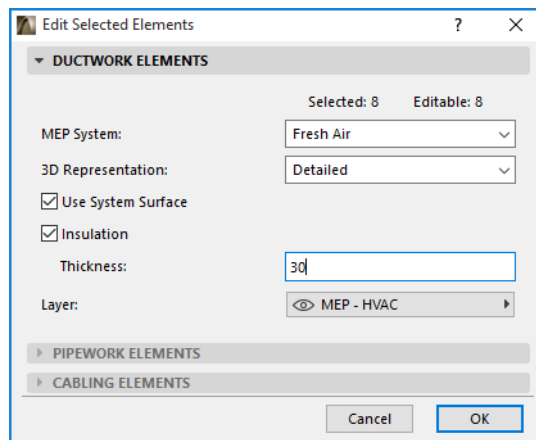 Edit Selected Elements ?
DUCTWORK ELEMENTS
Selected: 8 Editable: 8
MEP System: Fresh Air
3D Representation: Detailed
Use System Surface
Insulation
Thickness: 30
Layer: MEP - HVAC
PIPEWORK ELEMENTS
CABLING ELEMENTS
Cancel OK